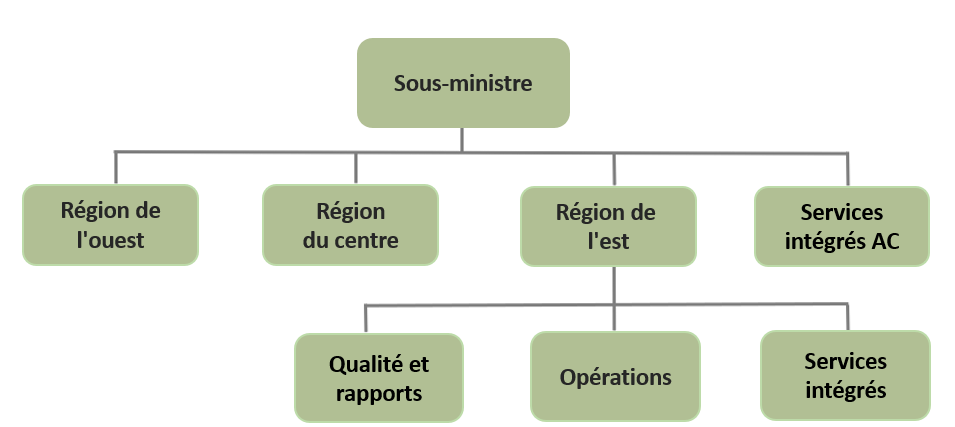 Sous-ministre
Région de
l'ouest
Région
du centre
Région de
l'est
Services
intégrés AC
Qualité et
rapports
Opérations
Services
intégrés